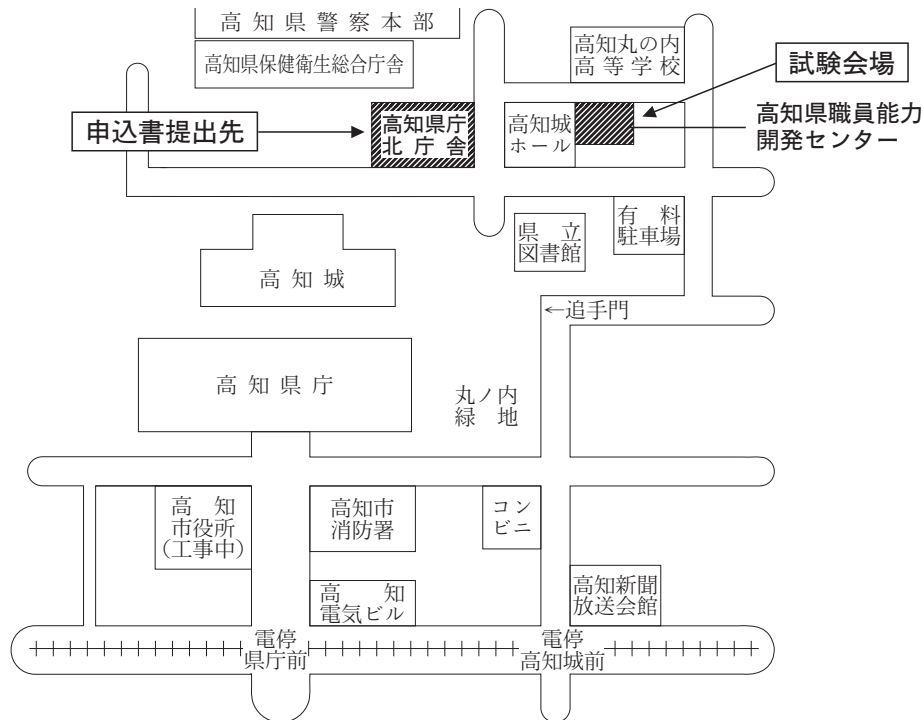 高知県警察本部
高知県保健衛生総合庁舎
高知丸の内
高等学校
試験会場
申込書提出先
高知県庁
北庁舎
高知城
ホール
高知県職員能力
開発センター
県立
図書館
有料
駐車場
高知城
←追手門
高知県庁
丸ノ内
緑地
高知
市役所
(工事中)
高知市
消防署
コン
ビニ
高知
電気ビル
高知新聞
放送会館
電停
県庁前
電停
高知城前